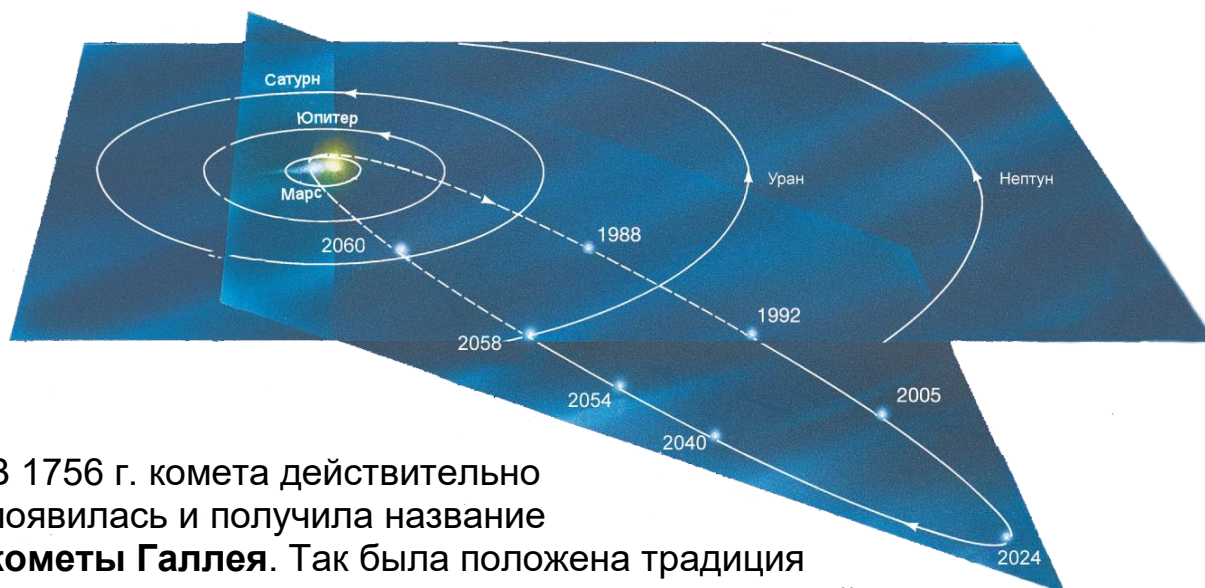 Сатурн
Юпитер
Марс
Уран
Нептун
2060
1988
1992
2058
2054
2005
2040
2024
В 1756 г. комета действительно
появилась и получила название
кометы Галлея. Так была положена традиция